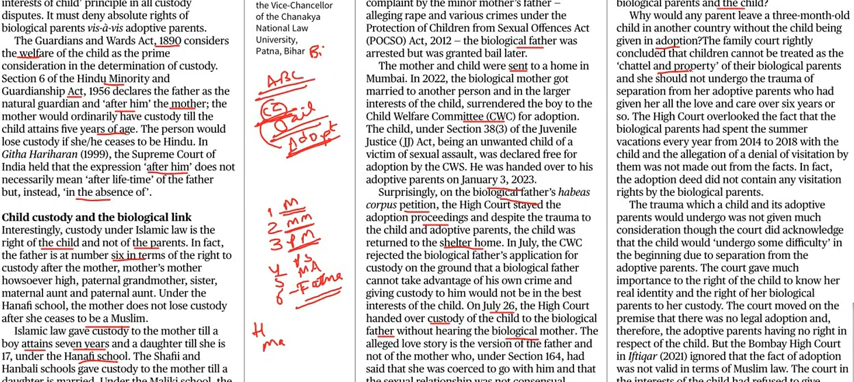 interests of child' principle in all custody
disputes. It must deny absolute rights of
biological parents vis-à-vis adoptive parents.
The Guardians and Wards Act, 1890 considers
the welfare of the child as the prime
consideration in the determination of custody.
Section 6 of the Hindu Minority and
Guardianship Act, 1956 declares the father as the
natural guardian and 'after him' the mother; the
mother would ordinarily have custody till the
child attains five years of age. The person would
lose custody if she/he ceases to be Hindu. In
Githa Hariharan (1999), the Supreme Court of
India held that the expression 'after him' does not
necessarily mean 'after life-time' of the father
but, instead, 'in the absence of'.
Child custody and the biological link
Interestingly, custody under Islamic law is the
right of the child and not of the parents. In fact,
the father is at number six in terms of the right to
custody after the mother, mother's mother
howsoever high, paternal grandmother, sister,
maternal aunt and paternal aunt. Under the
Hanafi school, the mother does not lose custody
after she ceases to be a Muslim.
Islamic law gave custody to the mother till a
boy attains seven years and a daughter till she is
17, under the Hanafi school. The Shafii and
Hanbali schools gave custody to the mother till a
daughter is married. Under the Maliki school, the
the Vice-Chancellor
of the Chanakya
National Law
University,
Patna, Bihar Bi
ABC
Jail
Adopt
1 M
2 MM
3 PM
4 S
5 MA
6 - Fatma
H
ma
complaint by the minor mother's father –
alleging rape and various crimes under the
Protection of Children from Sexual Offences Act
(POCSO) Act, 2012 – the biological father was
arrested but was granted bail later.
The mother and child were sent to a home in
Mumbai. In 2022, the biological mother got
married to another person and in the larger
interests of the child, surrendered the boy to the
Child Welfare Committee (CWC) for adoption.
The child, under Section 38(3) of the Juvenile
Justice (JJ) Act, being an unwanted child of a
victim of sexual assault, was declared free for
adoption by the CWS. He was handed over to his
adoptive parents on January 3, 2023.
Surprisingly, on the biological father's habeas
corpus petition, the High Court stayed the
adoption proceedings and despite the trauma to
the child and adoptive parents, the child was
returned to the shelter home. In July, the CWC
rejected the biological father's application for
custody on the ground that a biological father
cannot take advantage of his own crime and
giving custody to him would not be in the best
interests of the child. On July 26, the High Court
handed over custody of the child to the biological
father without hearing the biological mother. The
alleged love story is the version of the father and
not of the mother who, under Section 164, had
said that she was coerced to go with him and that
the sexual relationship was not consensual.
biological parents and the child?
Why would any parent leave a three-month-old
child in another country without the child being
given in adoption?The family court rightly
concluded that children cannot be treated as the
'chattel and property' of their biological parents
and she should not undergo the trauma of
separation from her adoptive parents who had
given her all the love and care over six years or
so. The High Court overlooked the fact that the
biological parents had spent the summer
vacations every year from 2014 to 2018 with the
child and the allegation of a denial of visitation by
them was not made out from the facts. In fact,
the adoption deed did not contain any visitation
rights by the biological parents.
The trauma which a child and its adoptive
parents would undergo was not given much
consideration though the court did acknowledge
that the child would 'undergo some difficulty' in
the beginning due to separation from the
adoptive parents. The court gave much
importance to the right of the child to know her
real identity and the right of her biological
parents to her custody. The court moved on the
premise that there was no legal adoption and,
therefore, the adoptive parents having no right in
respect of the child. But the Bombay High Court
in Iftiqar (2021) ignored that the fact of adoption
was not valid in terms of Muslim law. The court in
the interests of the child had refused to give